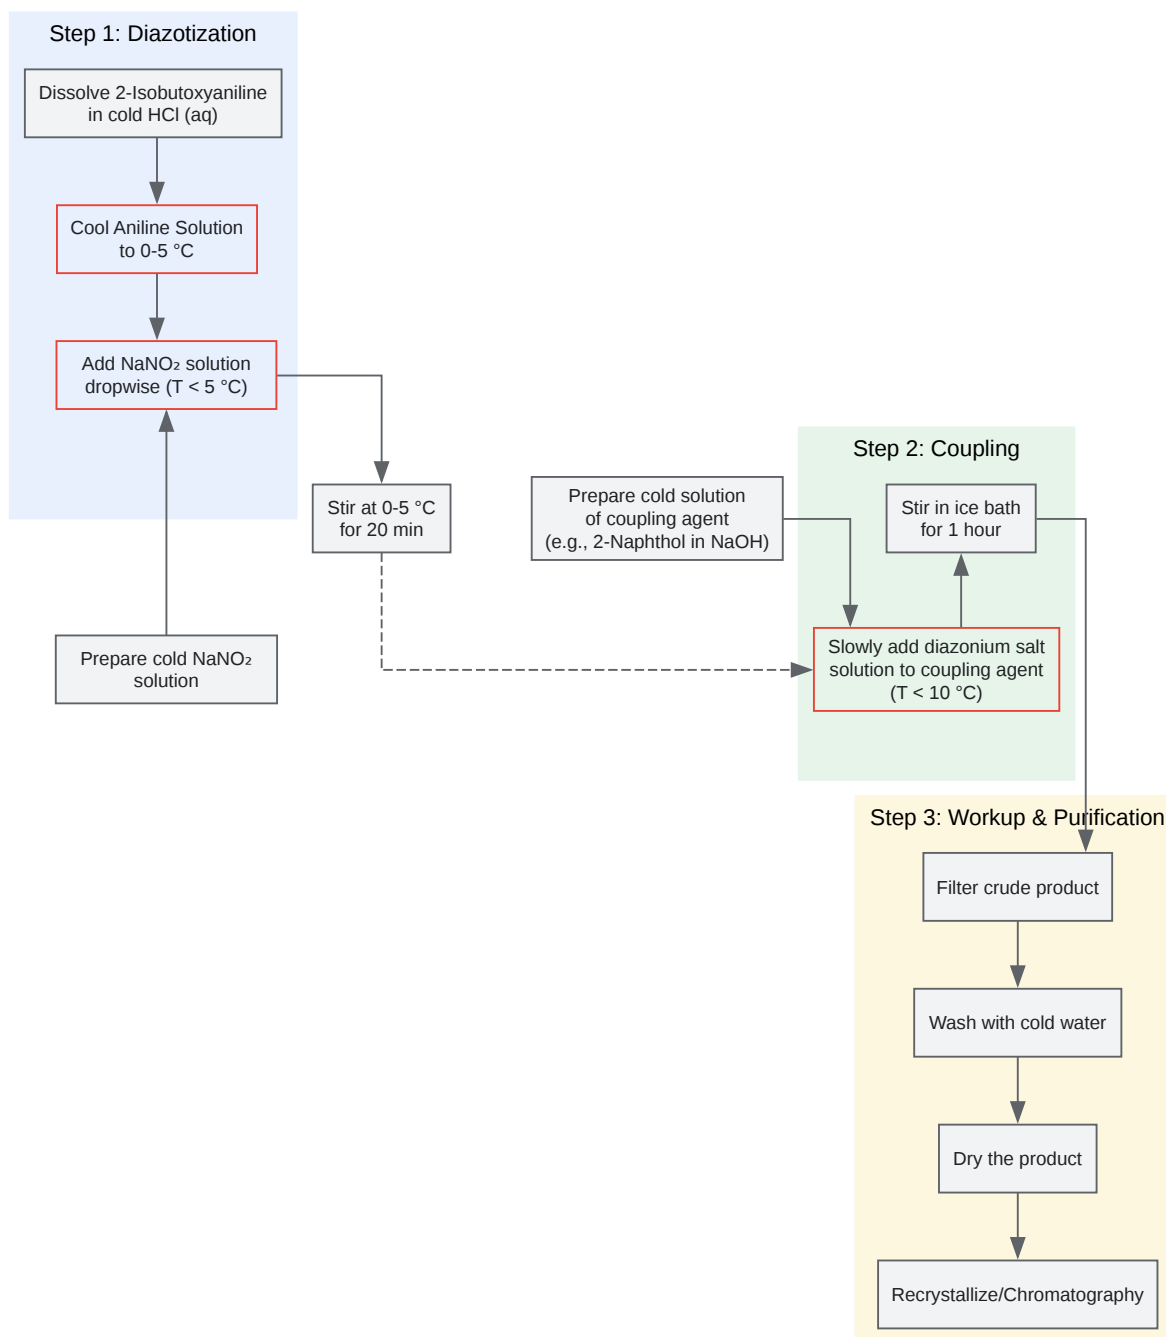 Step 1: Diazotization
Dissolve 2-Isobutoxyaniline
in cold HCl (aq)
Cool Aniline Solution
to 0-5 °C
Add NaNO₂ solution
dropwise (T < 5 °C)
Stir at 0-5 °C
for 20 min
Prepare cold NaNO₂
solution
Prepare cold solution
of coupling agent
(e.g., 2-Naphthol in NaOH)
Step 2: Coupling
Stir in ice bath
for 1 hour
Slowly add diazonium salt
solution to coupling agent
(T < 10 °C)
Step 3: Workup & Purification
Filter crude product
Wash with cold water
Dry the product
Recrystallize/Chromatography